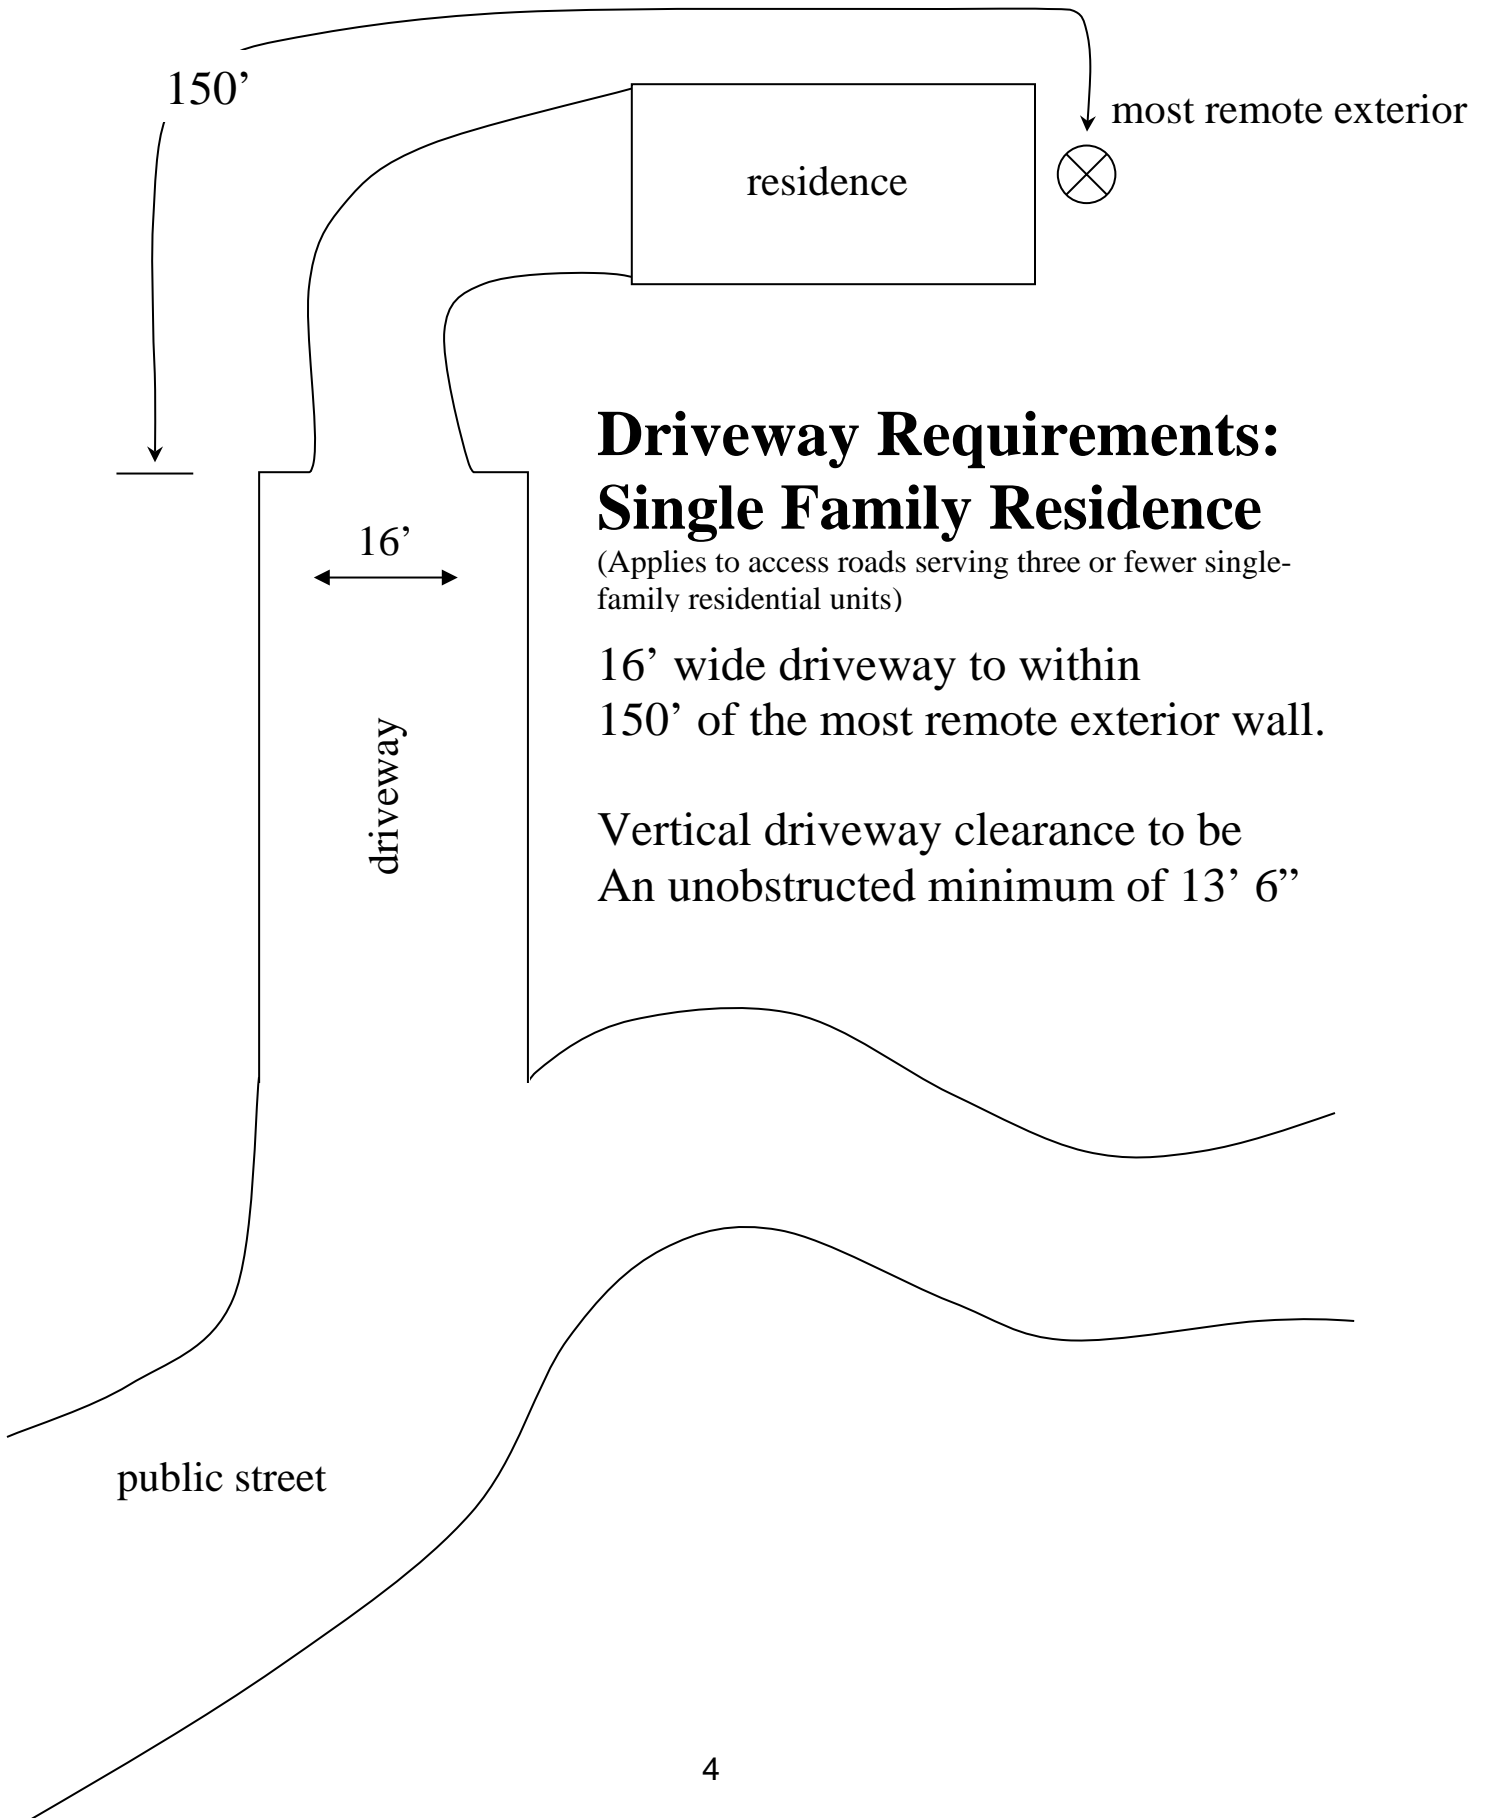 150’
most remote exterior
residence
Driveway Requirements:
Single Family Residence
(Applies to access roads serving three or fewer single-
family residential units)
16’
16’ wide driveway to within
150’ of the most remote exterior wall.
driveway
Vertical driveway clearance to be
An unobstructed minimum of 13’ 6”
public street
4